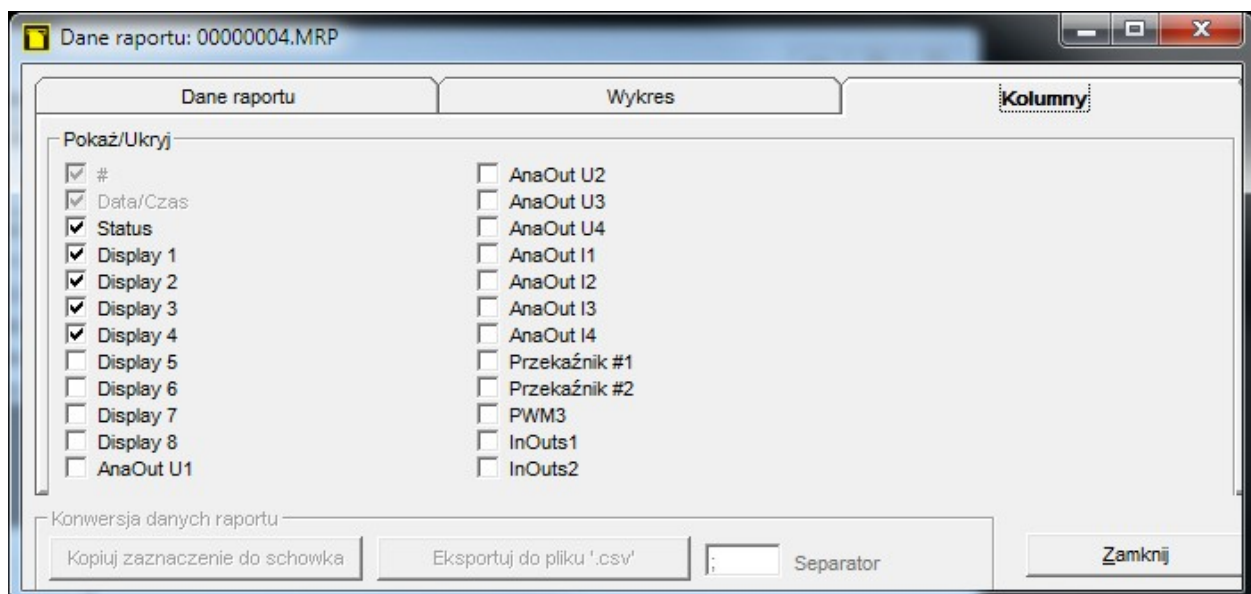 Dane raportu: 00000004.MRP
Dane raportu
Wykres
Kolumny
Pokaż/Ukryj
#
Data/Czas
Status
Display 1
Display 2
Display 3
Display 4
Display 5
Display 6
Display 7
Display 8
AnaOut U1
AnaOut U2
AnaOut U3
AnaOut U4
AnaOut I1
AnaOut I2
AnaOut I3
AnaOut I4
Przekaźnik #1
Przekaźnik #2
PWM3
InOuts1
InOuts2
Konwersja danych raportu
Kopiuj zaznaczenie do schowka
Eksportuj do pliku '.csv'
;
Separator
Zamknij